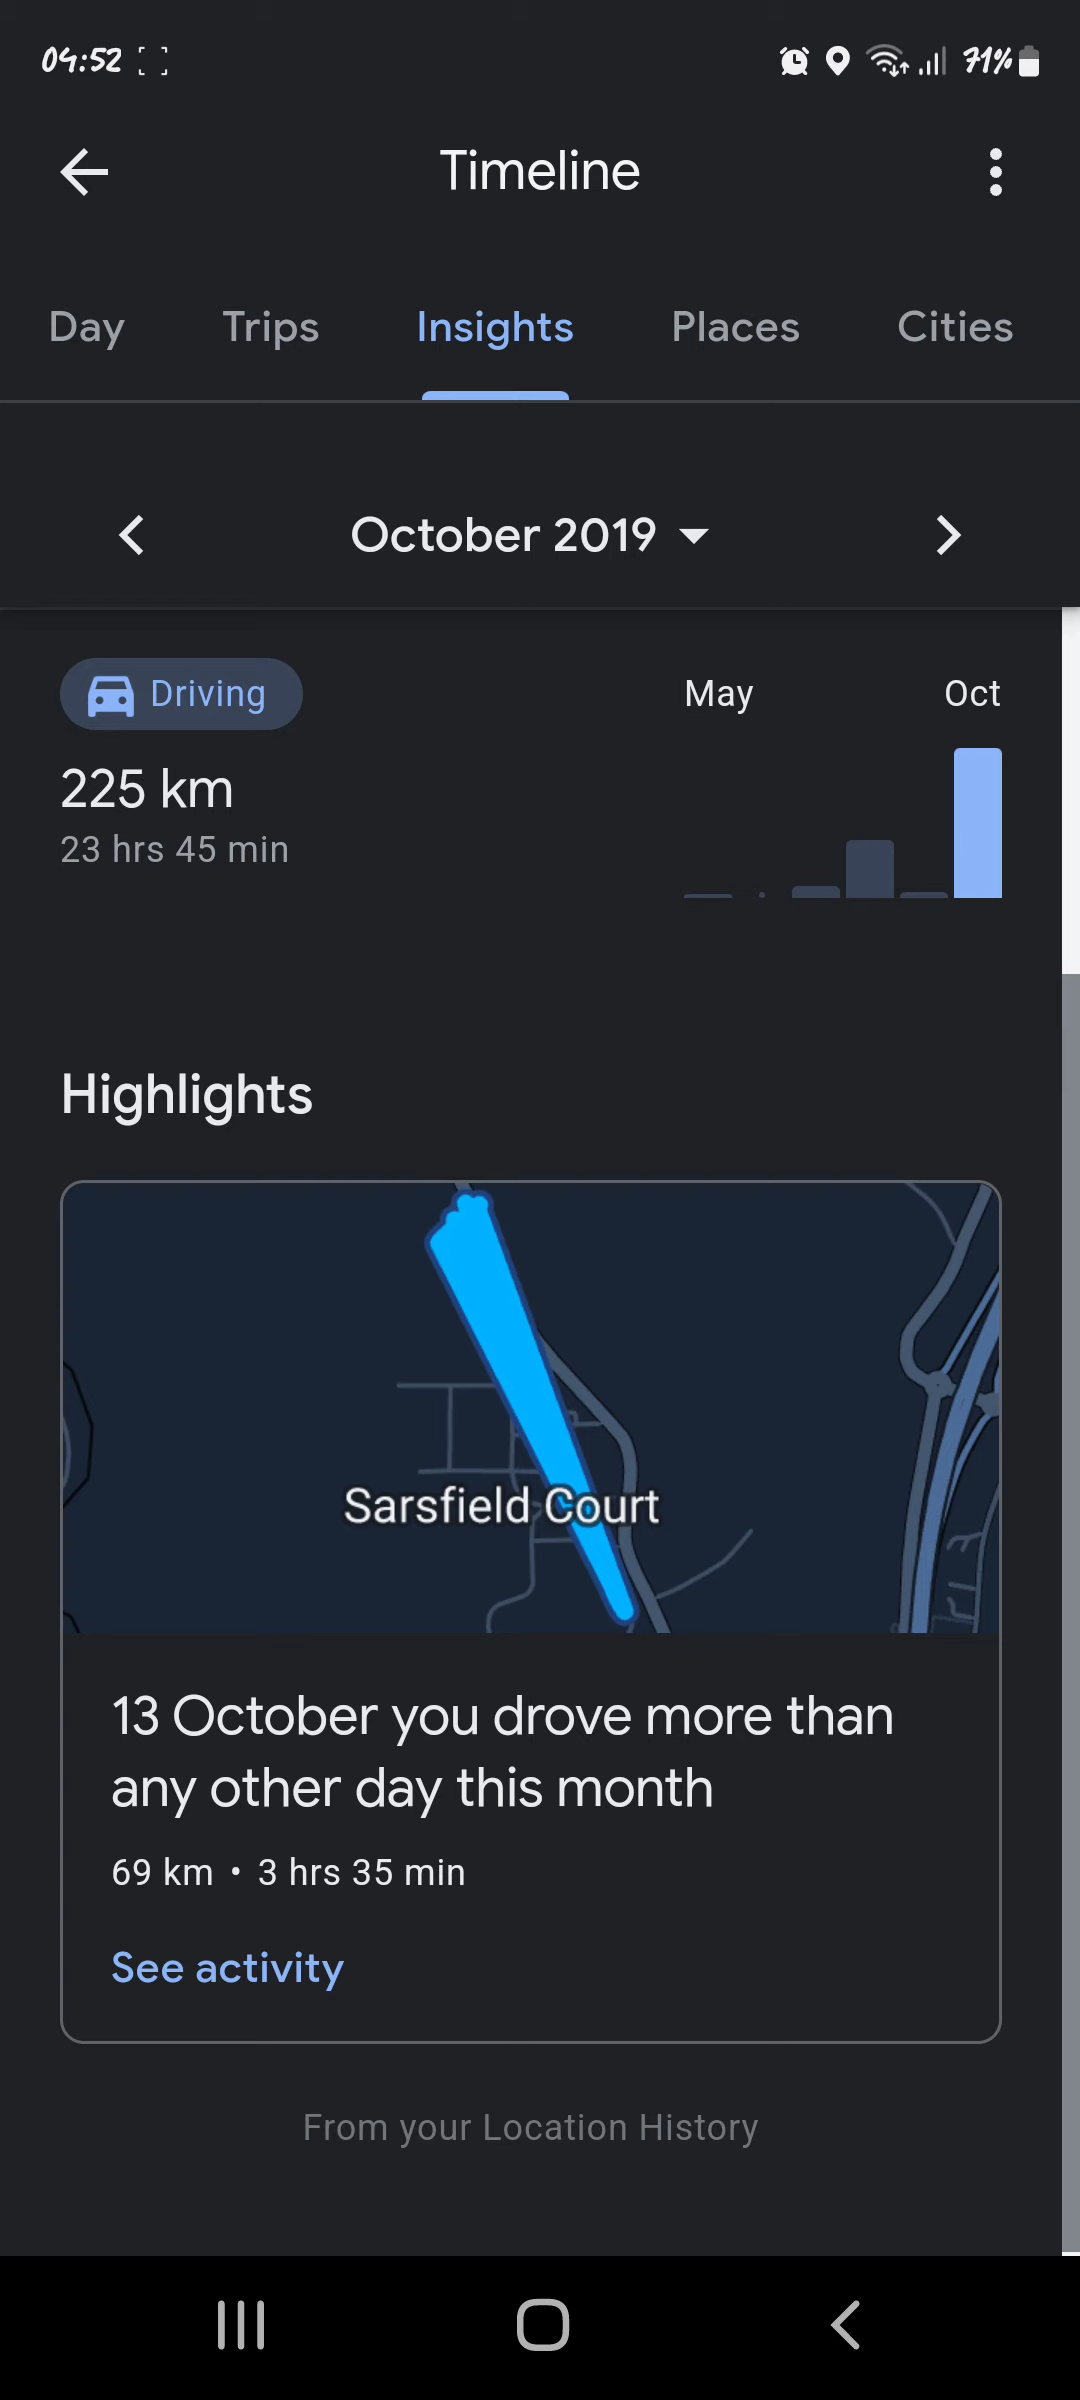 04:52
71%
Timeline
Day Trips Insights Places Cities
October 2019
Driving
May Oct
225 km
23 hrs 45 min
Highlights
Sarsfield Court
13 October you drove more than
any other day this month
69 km • 3 hrs 35 min
See activity
From your Location History